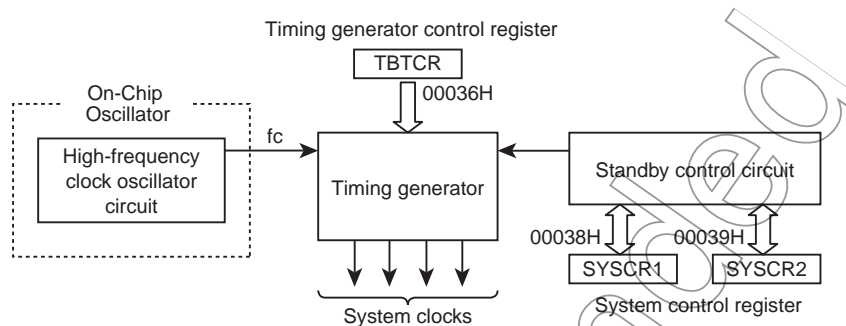 Timing generator control register
TBTCR
00036H
On-Chip
Oscillator
High-frequency
clock oscillator
circuit
fc
Timing generator
Standby control circuit
00038H
00039H
SYSCR1
SYSCR2
System control register
System clocks